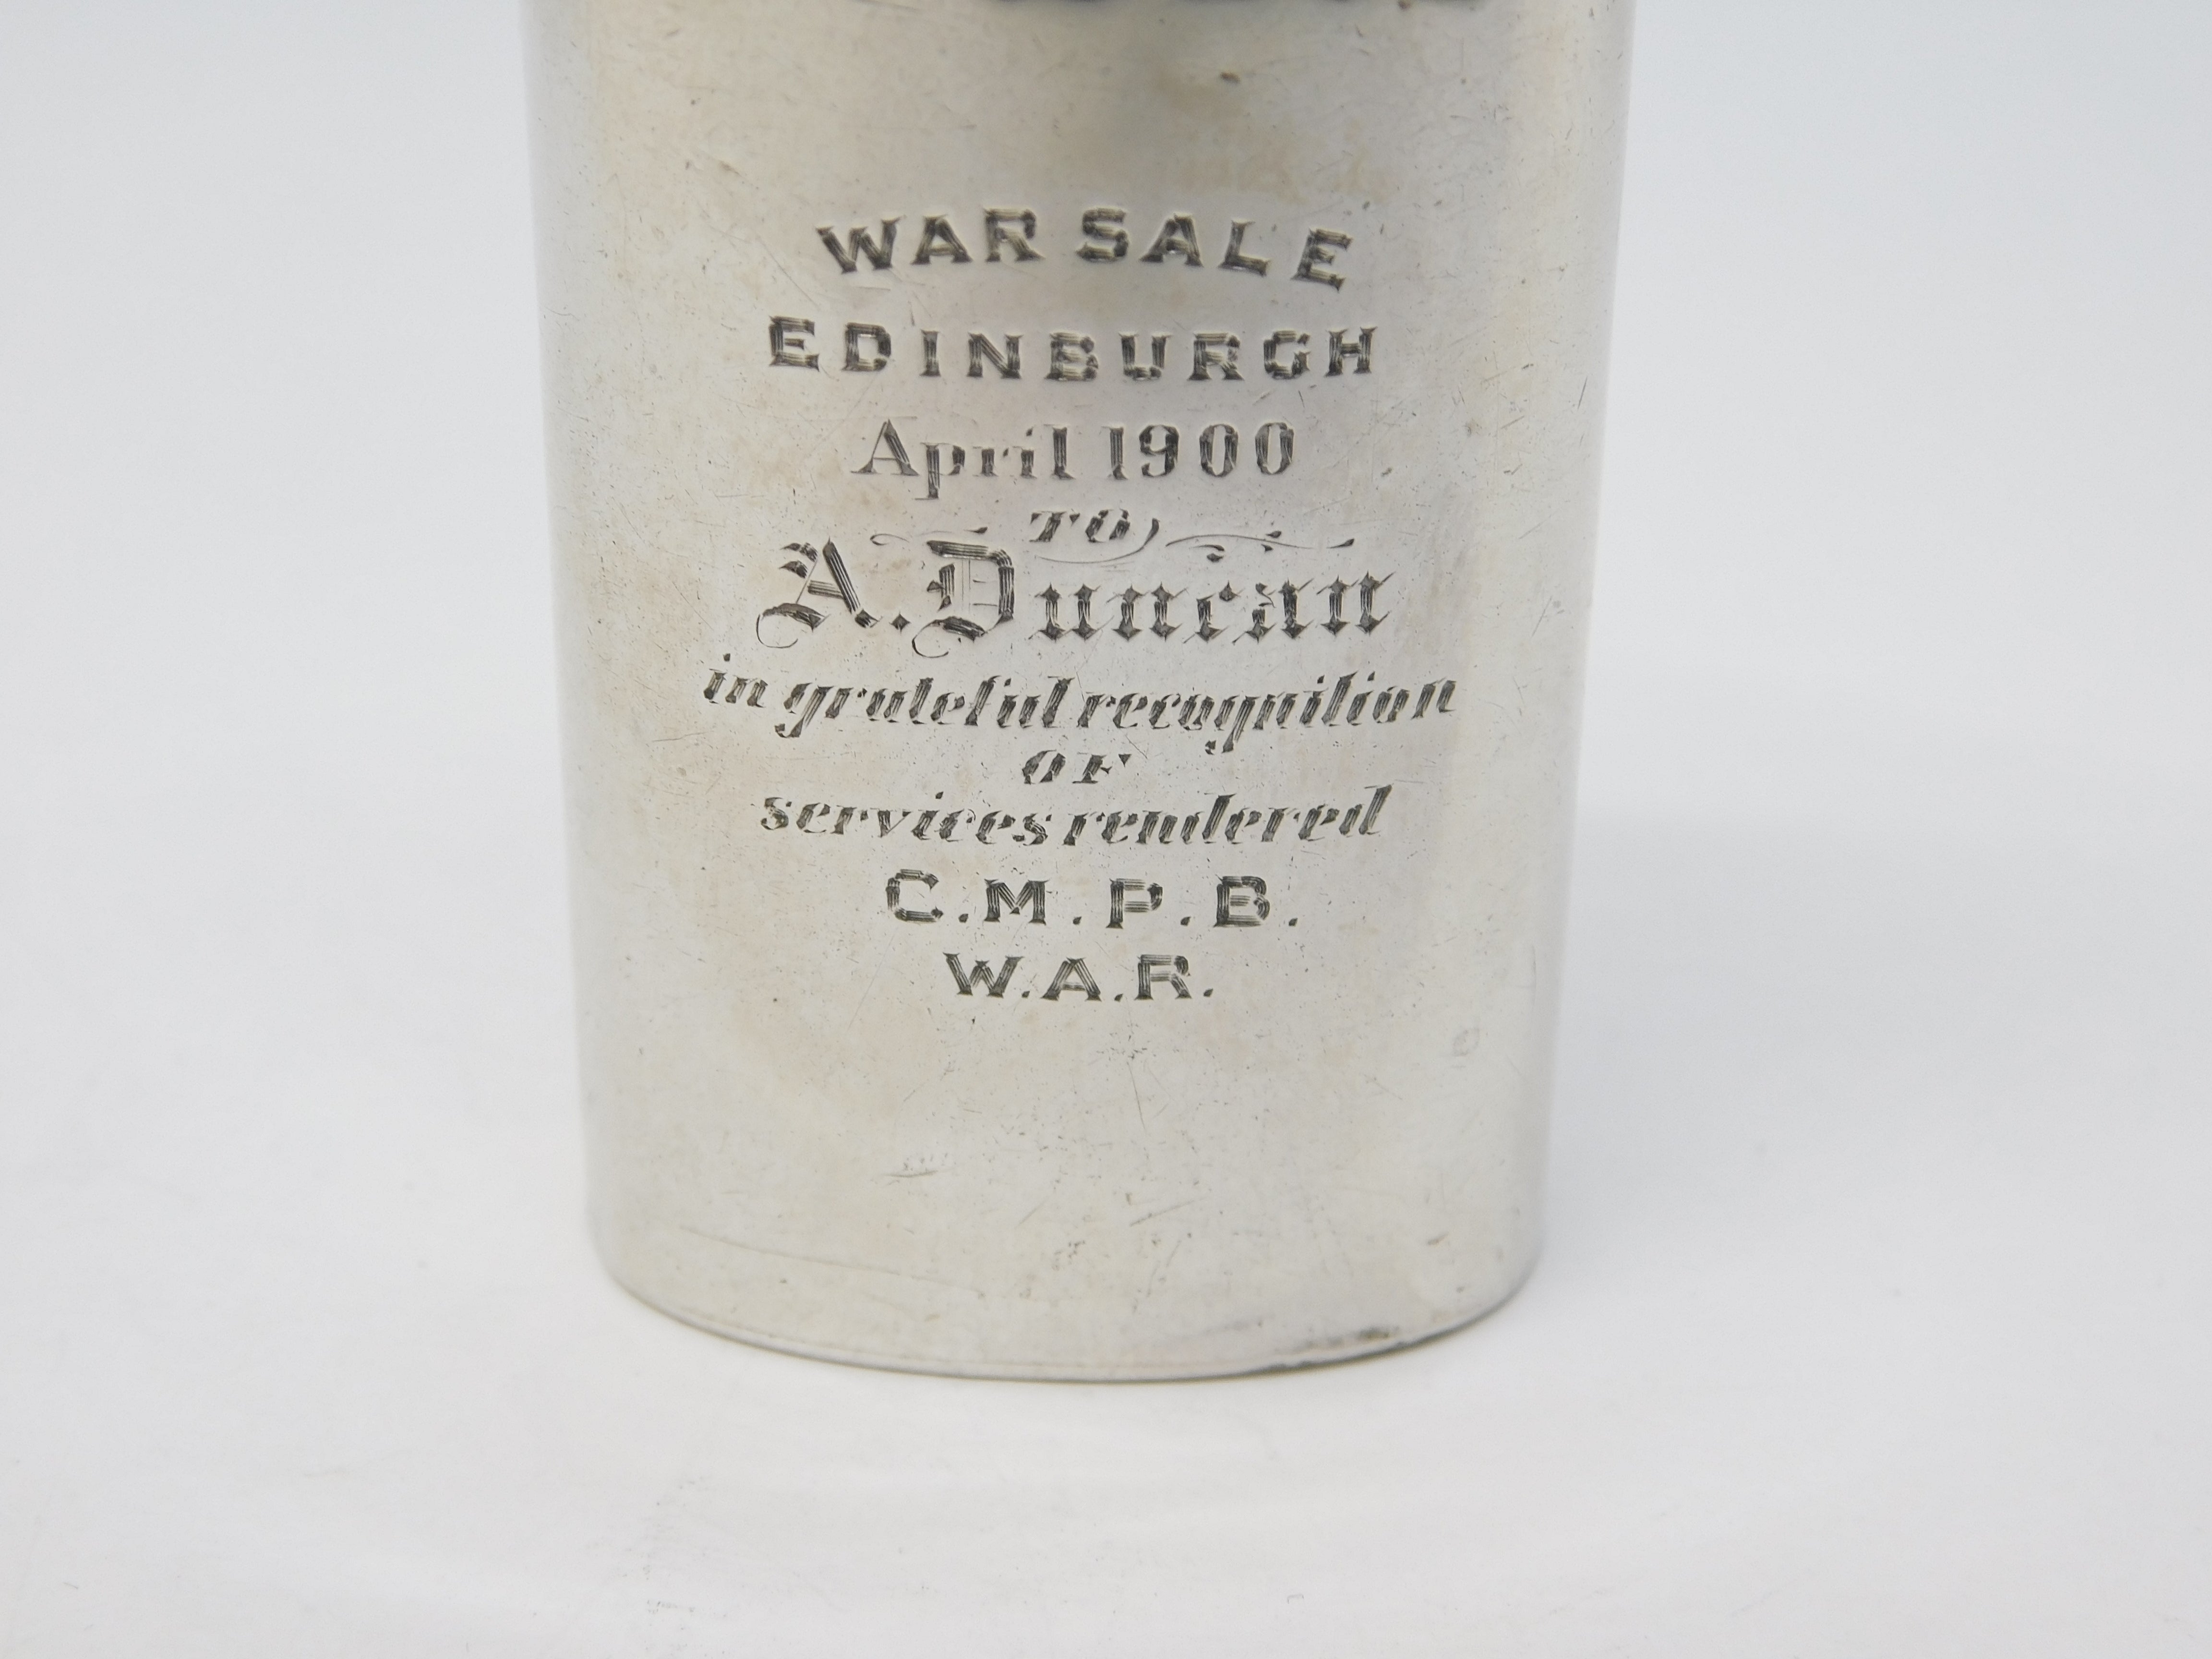 WAR SALE
EDINBURGH
April 1900
TO
A. Duncan
in grateful recognition
OF
services rendered
C.M.P.B.
W.A.R.